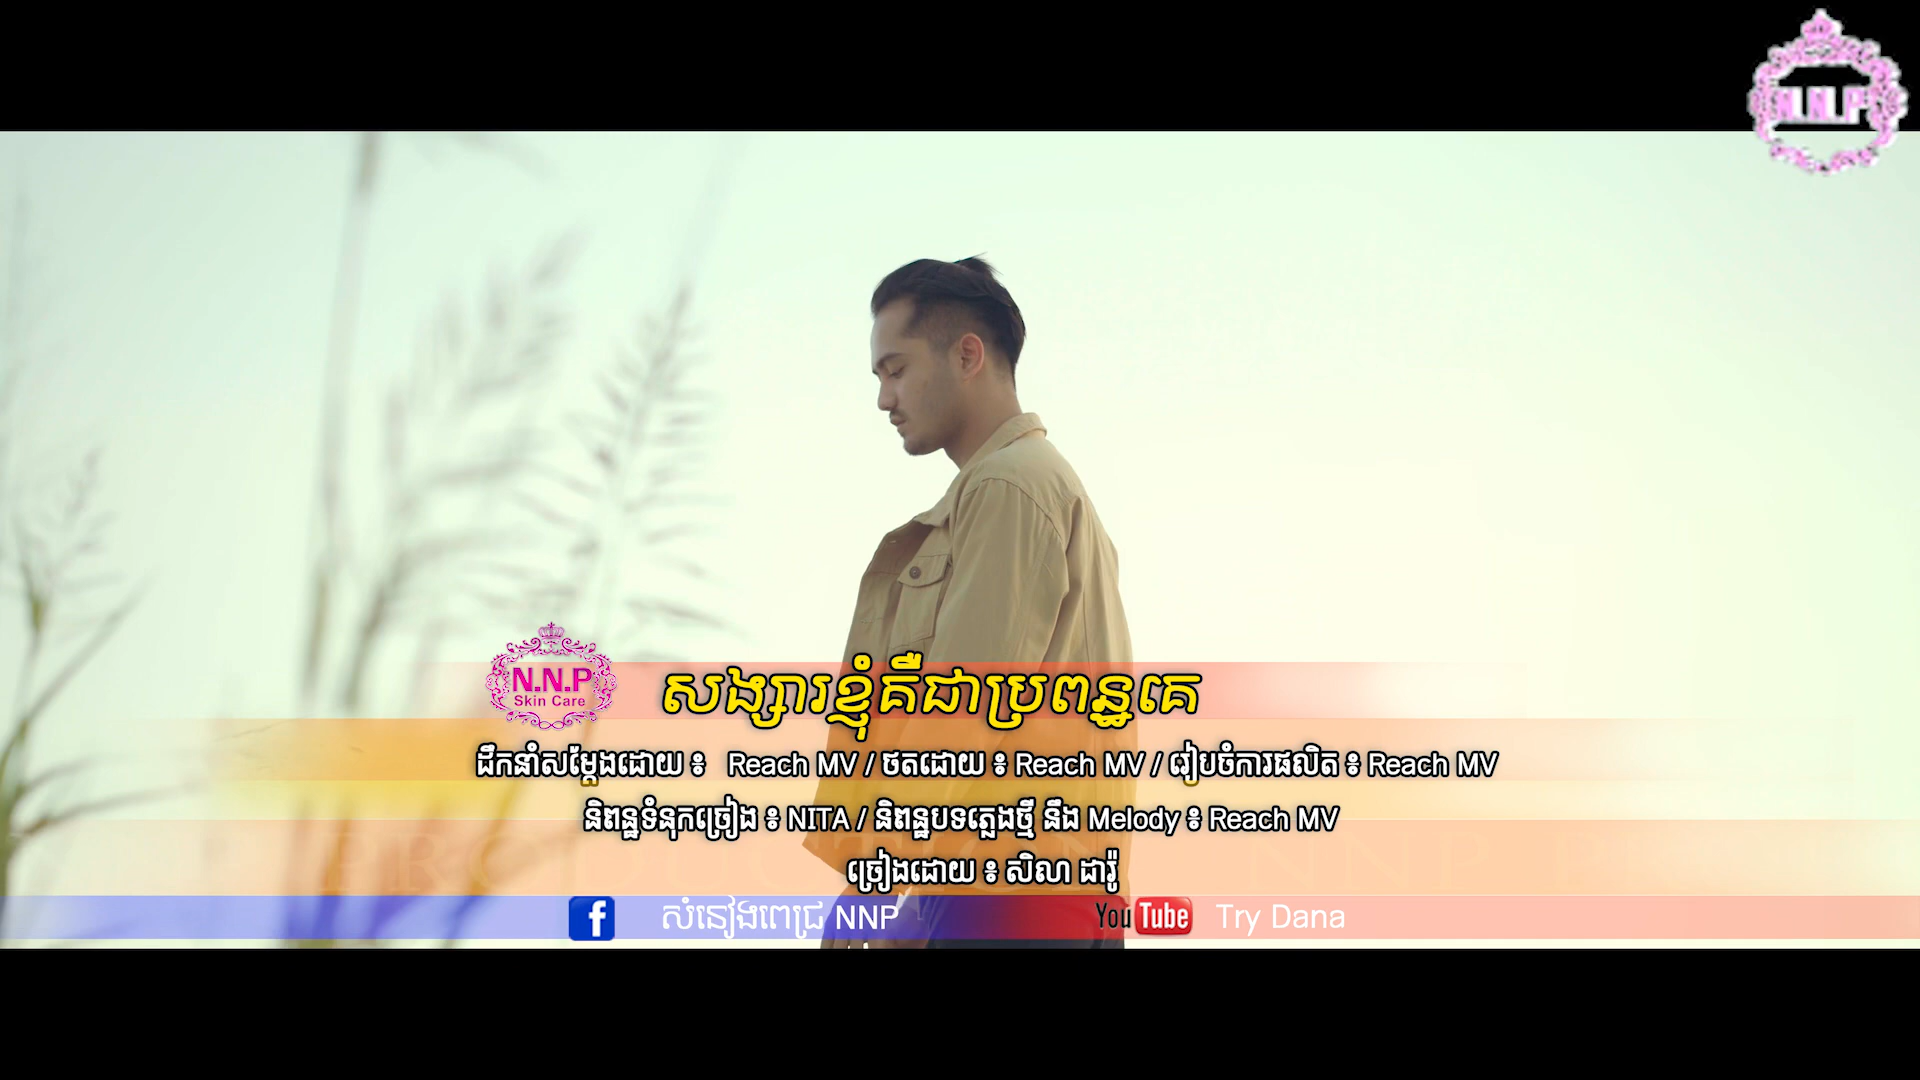 N.N.P
N.N.P
Skin Care
សង្សារខ្ញុំគឺជាប្រពន្ធគេ
ដឹកនាំសម្ដែងដោយ ៖ Reach MV / ថតដោយ ៖ Reach MV / រៀបចំការផលិត ៖ Reach MV
និពន្ឋទំនុកច្រៀង ៖ NITA / និពន្ឋបទភ្លេងថ្មី នឹង Melody ៖ Reach MV
ច្រៀងដោយ ៖ សិលា ដារ៉ូ
សំនៀងពេជ្រ NNP
YouTube Try Dana